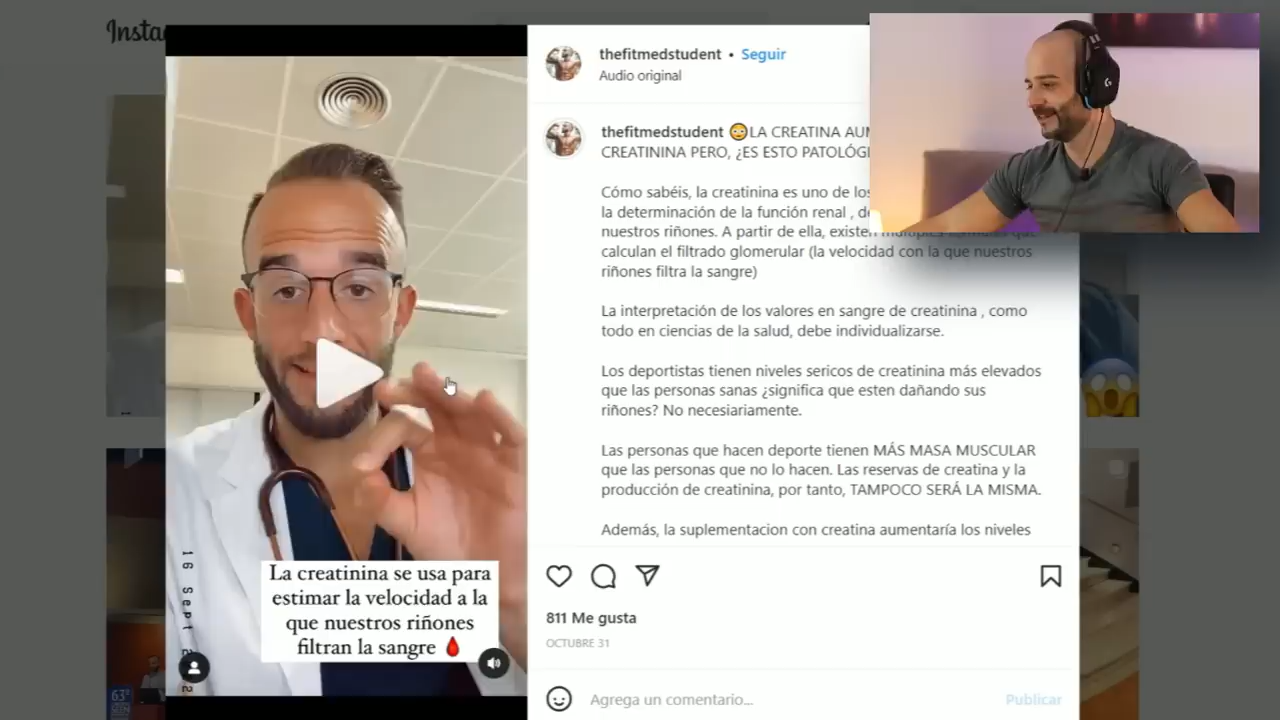 Insta
thefitmedstudent • Seguir
Audio original
thefitmedstudent 😳LA CREATINA AU
CREATININA PERO, ¿ES ESTO PATOLÓG
Cómo sabéis, la creatinina es uno de lo
la determinación de la función renal , d
nuestros riñones. A partir de ella, existen
calculan el filtrado glomerular (la velocidad con la que nuestros
riñones filtra la sangre)
La interpretación de los valores en sangre de creatinina , como
todo en ciencias de la salud, debe individualizarse.
Los deportistas tienen niveles sericos de creatinina más elevados
que las personas sanas ¿significa que esten dañando sus
riñones? No necesiariamente.
Las personas que hacen deporte tienen MÁS MASA MUSCULAR
que las personas que no lo hacen. Las reservas de creatina y la
producción de creatinina, por tanto, TAMPOCO SERÁ LA MISMA.
Además, la suplementacion con creatina aumentaría los niveles
811 Me gusta
OCTUBRE 31
Agrega un comentario... Publicar
La creatinina se usa para
estimar la velocidad a la
que nuestros riñones
filtran la sangre 🩸
16 Sept
63°